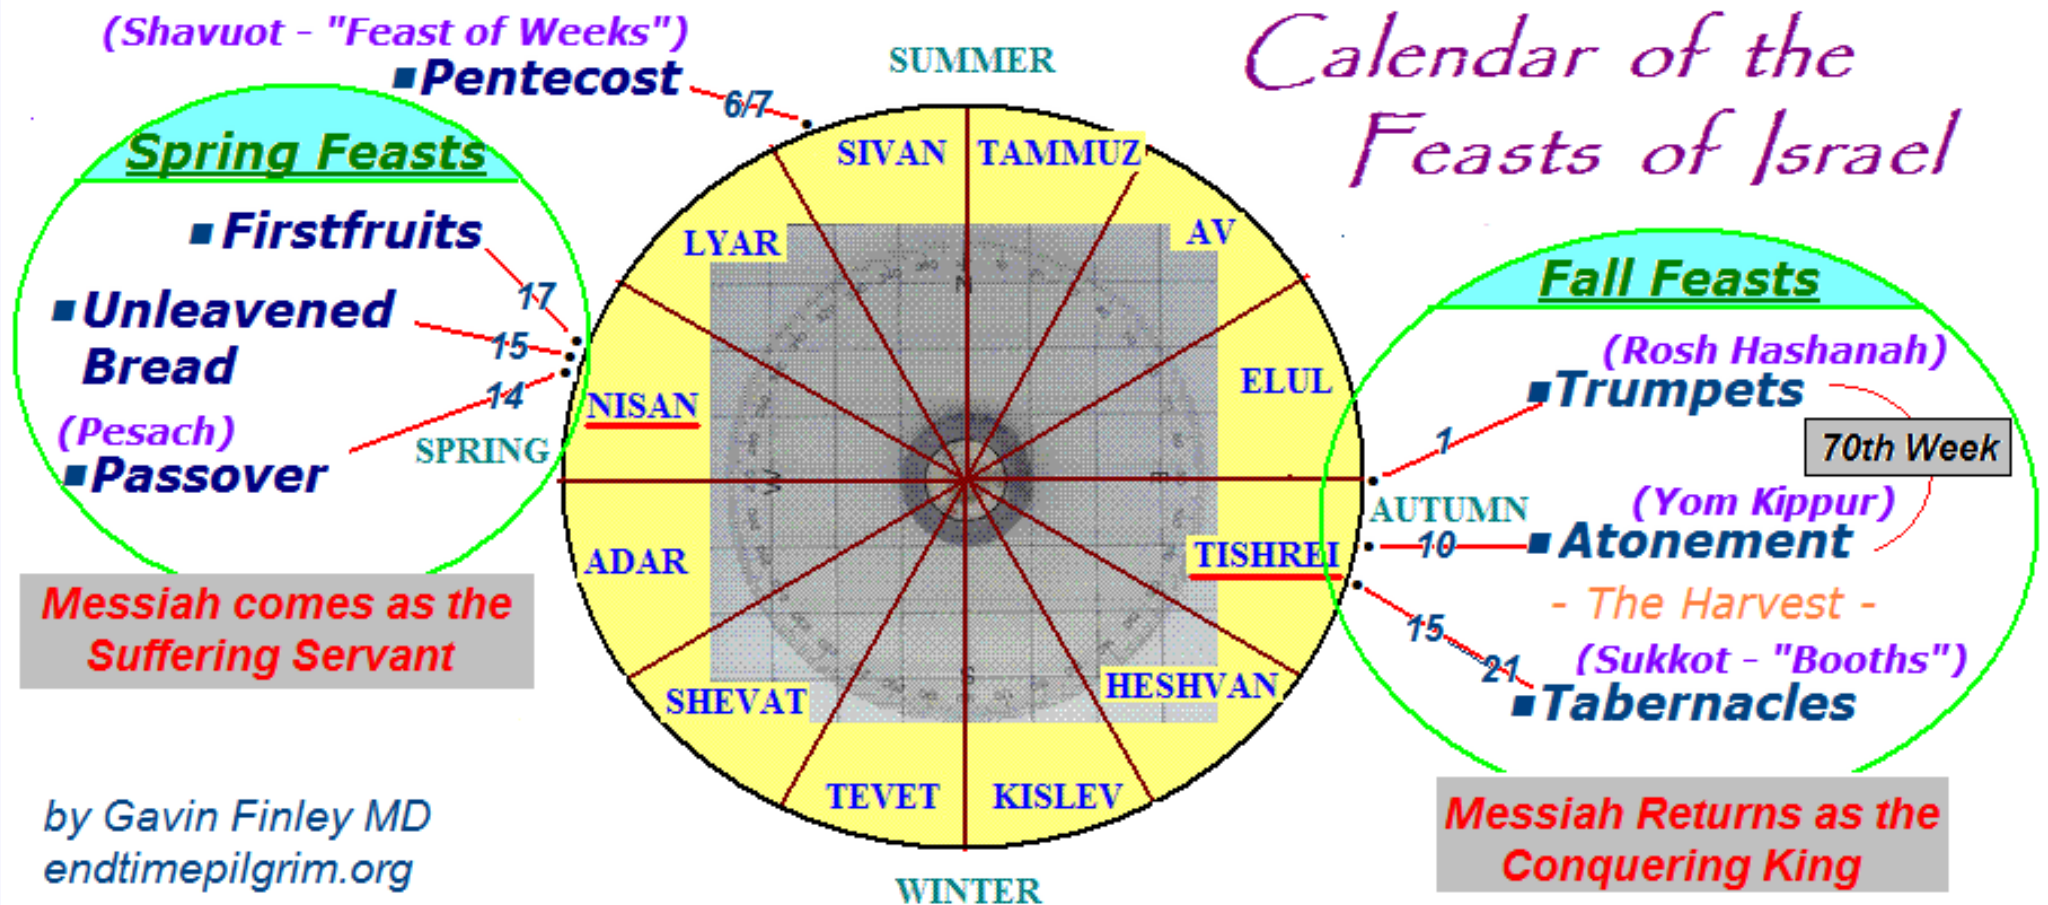 (Shavuot - "Feast of Weeks")
▪Pentecost
6/7
SUMMER
Calendar of the
Feasts of Israel
Spring Feasts
▪Firstfruits
17
▪Unleavened
Bread
15
14
(Pesach)
▪Passover
SPRING
SIVAN
TAMMUZ
LYAR
AV
NISAN
ELUL
ADAR
TISHREI
SHEVAT
HESHVAN
TEVET
KISLEV
N
W
E
S
WINTER
AUTUMN
Fall Feasts
(Rosh Hashanah)
▪Trumpets
1
70th Week
(Yom Kippur)
▪Atonement
10
- The Harvest -
15
21
(Sukkot - "Booths")
▪Tabernacles
Messiah comes as the
Suffering Servant
Messiah Returns as the
Conquering King
by Gavin Finley MD
endtimepilgrim.org